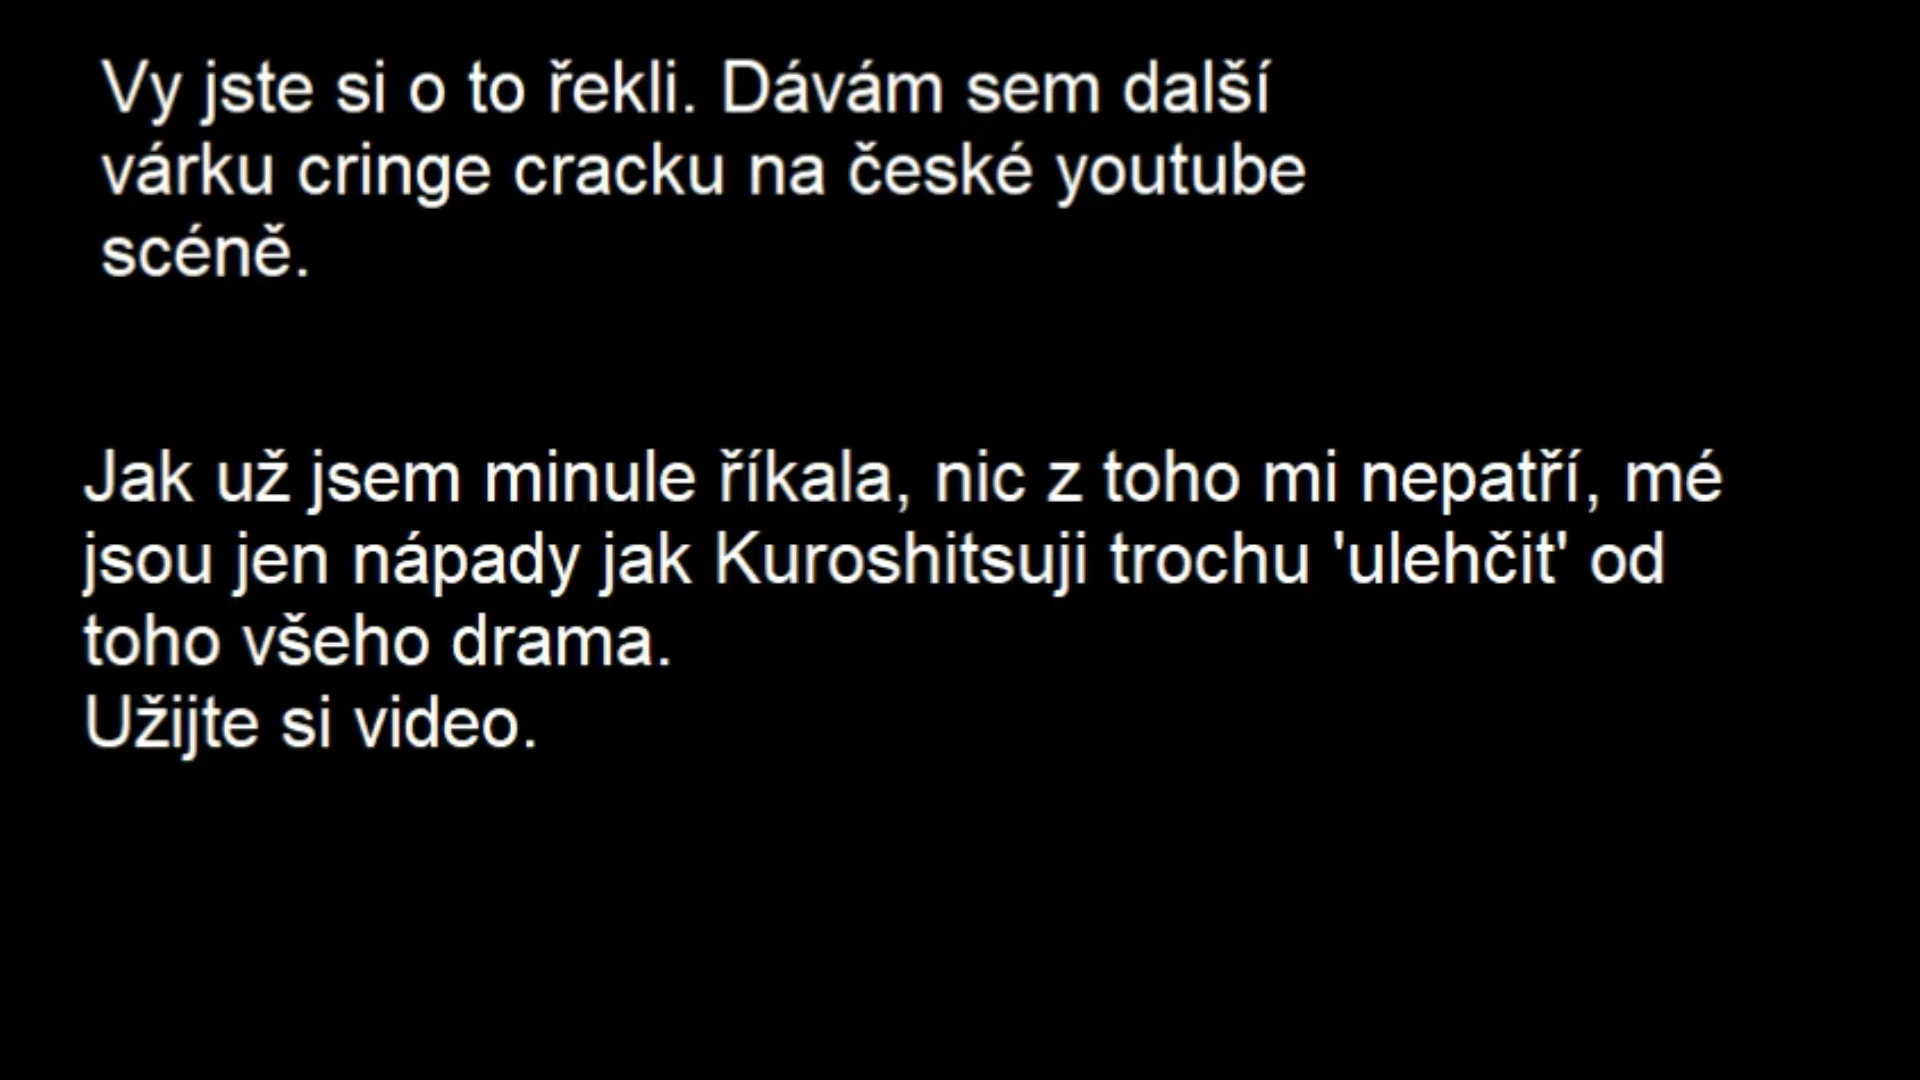 Vy jste si o to řekli. Dávám sem další
várku cringe cracku na české youtube
scéně.
Jak už jsem minule říkala, nic z toho mi nepatří, mé
jsou jen nápady jak Kuroshitsuji trochu 'ulehčit' od
toho všeho drama.
Užijte si video.